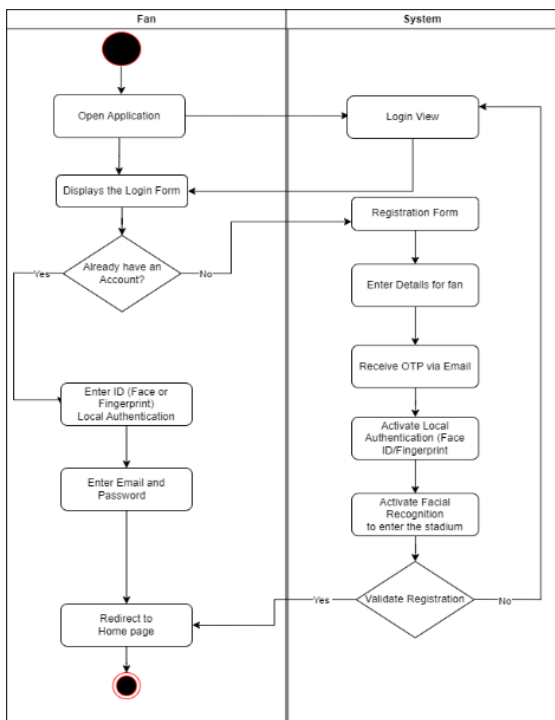 Fan
System
Open Application
Login View
Displays the Login Form
Registration Form
Yes
Already have an
Account?
No
Enter Details for fan
Receive OTP via Email
Enter ID (Face or
Fingerprint)
Local Authentication
Activate Local
Authentication (Face
ID/Fingerprint
Enter Email and
Password
Activate Facial
Recognition
to enter the stadium
Redirect to
Home page
Yes
Validate Registration
No